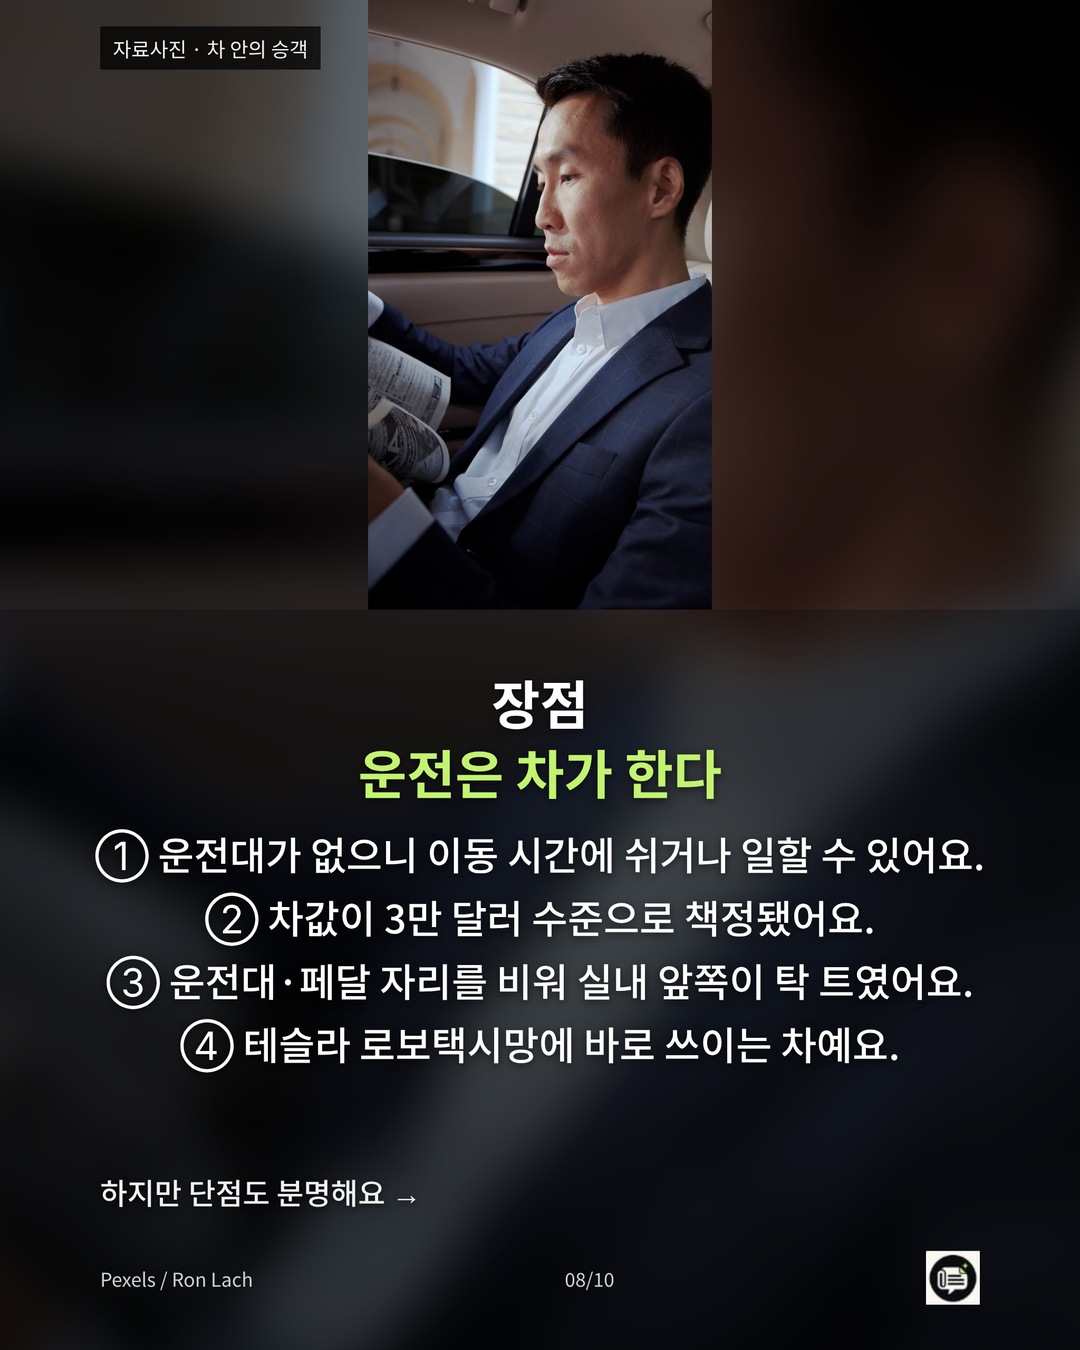 자료사진 · 차 안의 승객
장점
운전은 차가 한다
① 운전대가 없으니 이동 시간에 쉬거나 일할 수 있어요.
② 차값이 3만 달러 수준으로 책정됐어요.
③ 운전대·페달 자리를 비워 실내 앞쪽이 탁 트였어요.
④ 테슬라 로보택시망에 바로 쓰이는 차예요.
하지만 단점도 분명해요 →
Pexels / Ron Lach
08/10